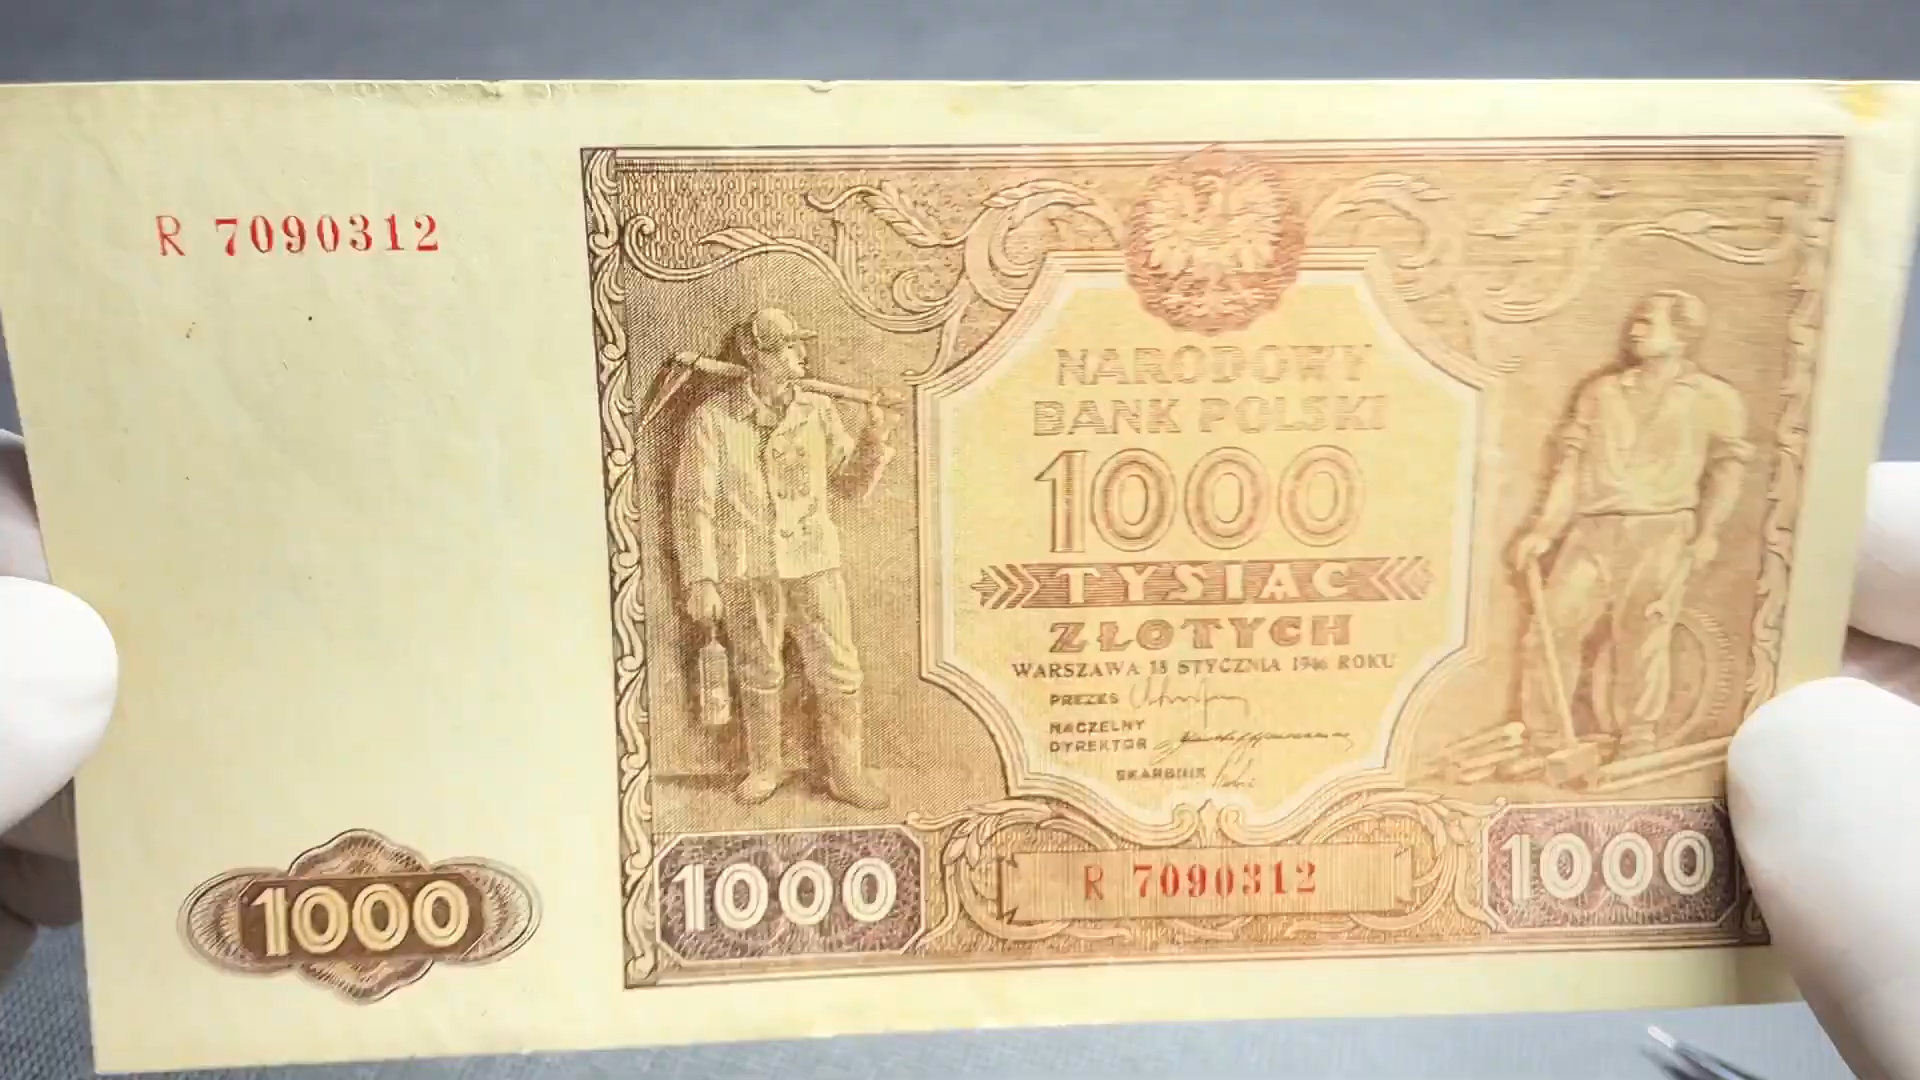 R 7090312
NARODOWY
BANK POLSKI
1000
TYSIĄC
ZŁOTYCH
WARSZAWA 15 STYCZNIA 1946 ROKU
PREZES
NACZELNY
DYREKTOR
SKARBNIK
1000
1000
R 7090312
1000